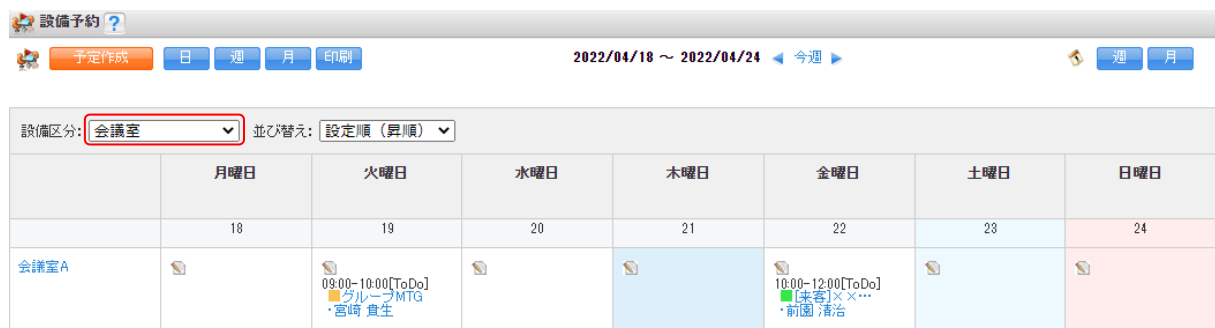 設備予約 ?
予定作成 日 週 月 印刷 2022/04/18 ～ 2022/04/24 今週 週 月
設備区分: 会議室 並び替え: 設定順（昇順）
月曜日 火曜日 水曜日 木曜日 金曜日 土曜日 日曜日
18 19 20 21 22 23 24
会議室A
09:00-10:00[ToDo]
グループMTG
・宮崎 貴生
10:00-12:00[ToDo]
[来客]××…
・前園 清治